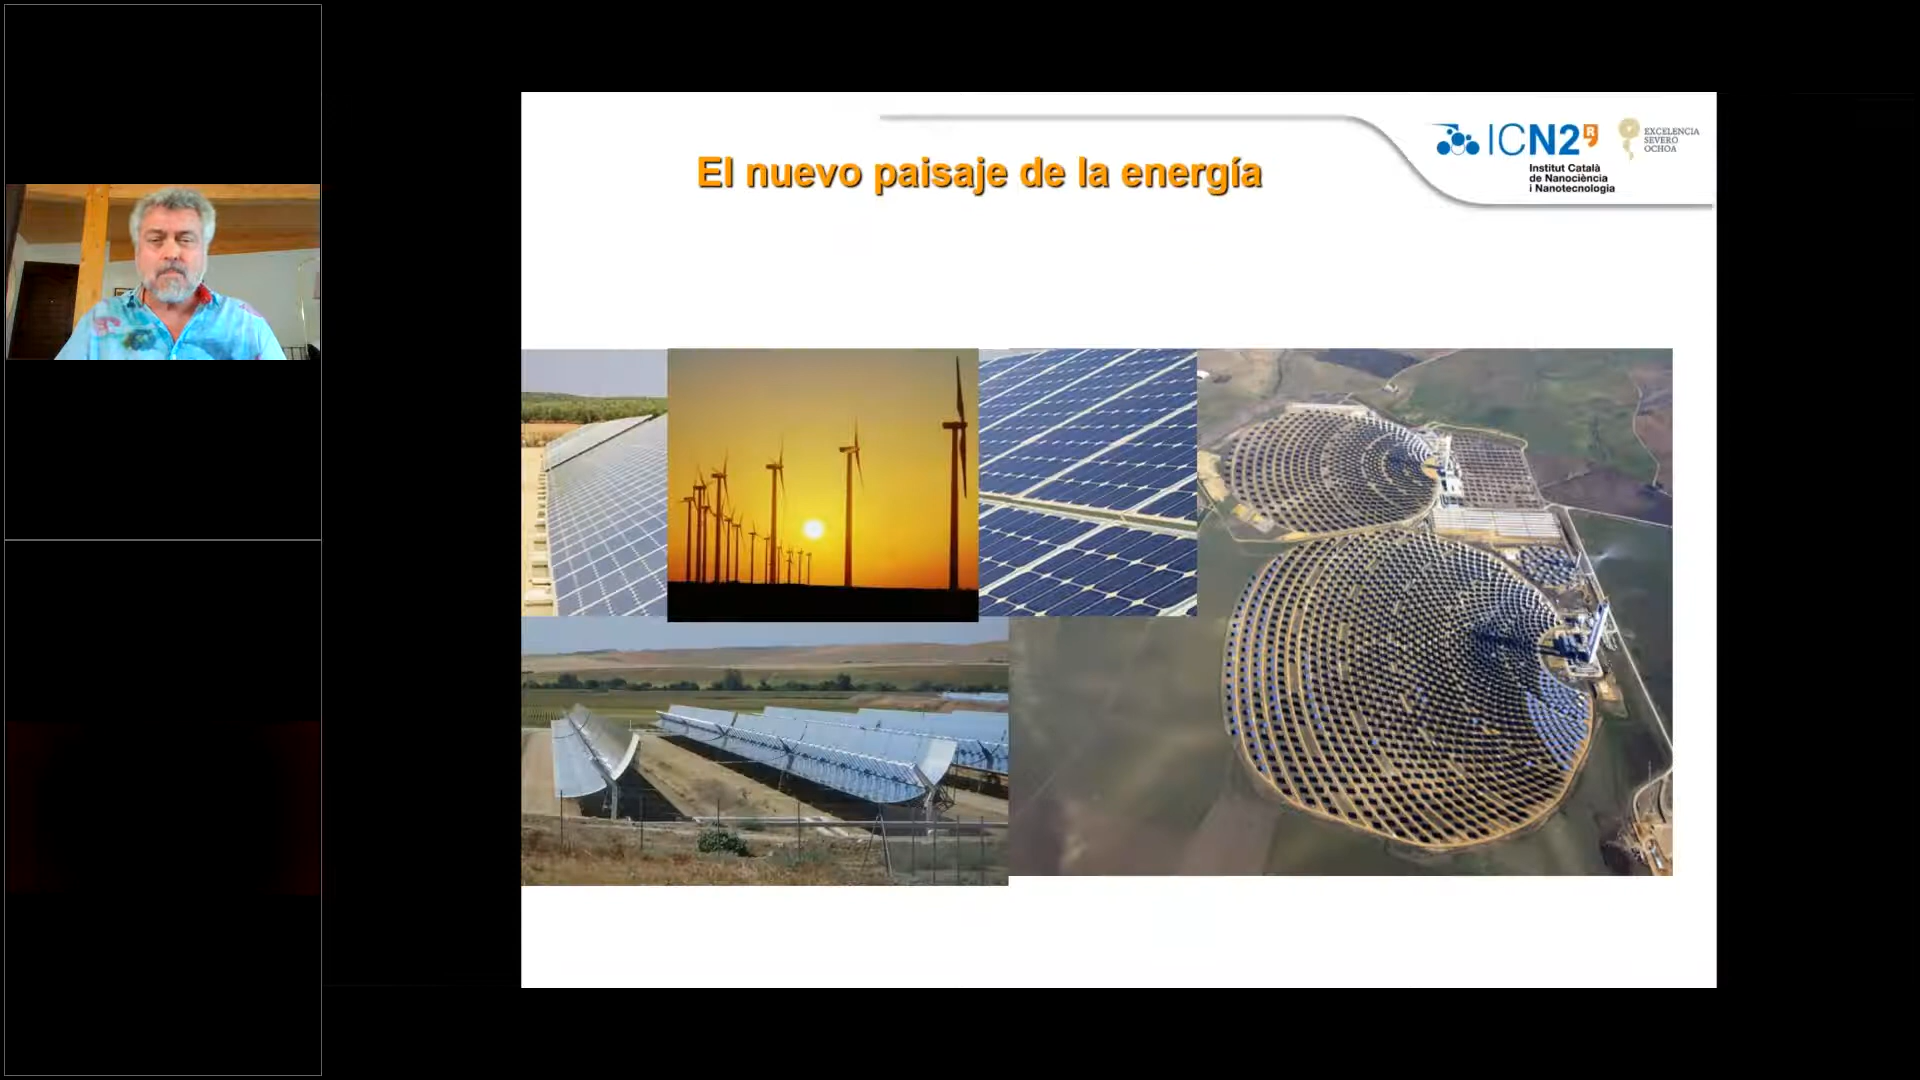 El nuevo paisaje de la energía
ICN2
R
Institut Català
de Nanociència
i Nanotecnologia
EXCELENCIA
SEVERO
OCHOA